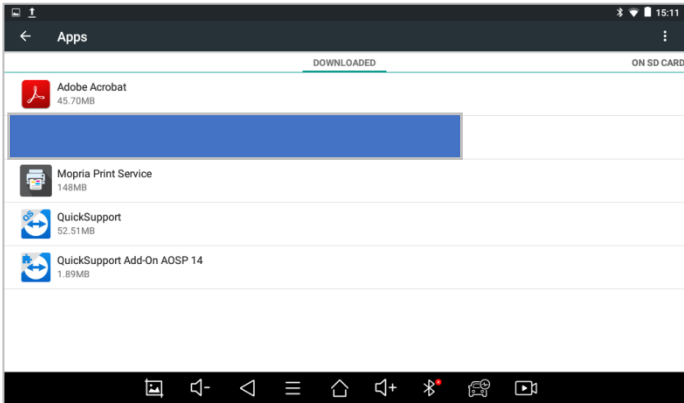 15:11
Apps
DOWNLOADED
ON SD CARD
Adobe Acrobat
45.70MB
Mopria Print Service
148MB
QuickSupport
52.51MB
QuickSupport Add-On AOSP 14
1.89MB